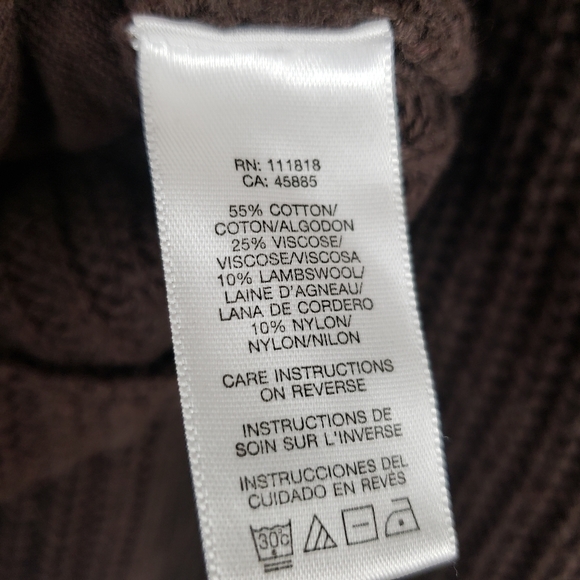 RN: 111818
CA: 45885
55% COTTON/
COTON/ALGODON
25% VISCOSE/
VISCOSE/VISCOSA
10% LAMBSWOOL/
LAINE D'AGNEAU/
LANA DE CORDERO
10% NYLON/
NYLON/NILON
CARE INSTRUCTIONS
ON REVERSE
INSTRUCTIONS DE
SOIN SUR L'INVERSE
INSTRUCCIONES DEL
CUIDADO EN REVÉS
30c